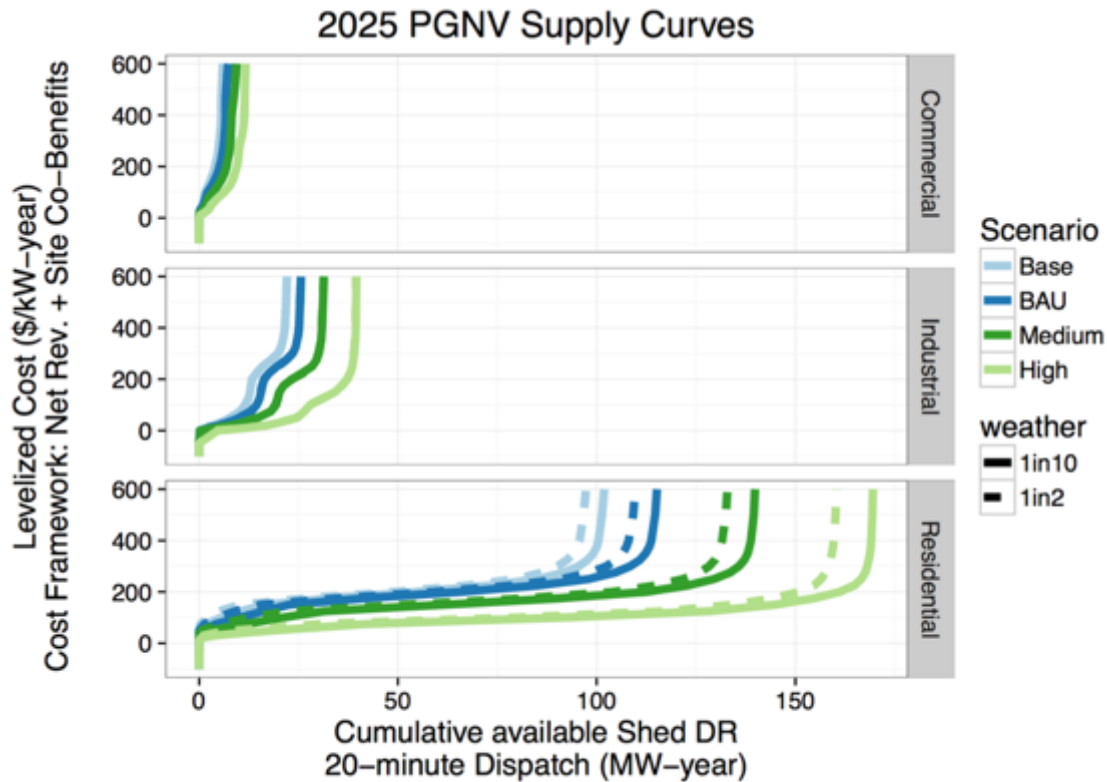 2025 PGNV Supply Curves
Levelized Cost ($/kW−year)
Cost Framework: Net Rev. + Site Co−Benefits
600
400
200
0
Commercial
600
400
200
0
Industrial
600
400
200
0
Residential
0
50
100
150
Cumulative available Shed DR
20−minute Dispatch (MW−year)
Scenario
Base
BAU
Medium
High
weather
1in10
1in2